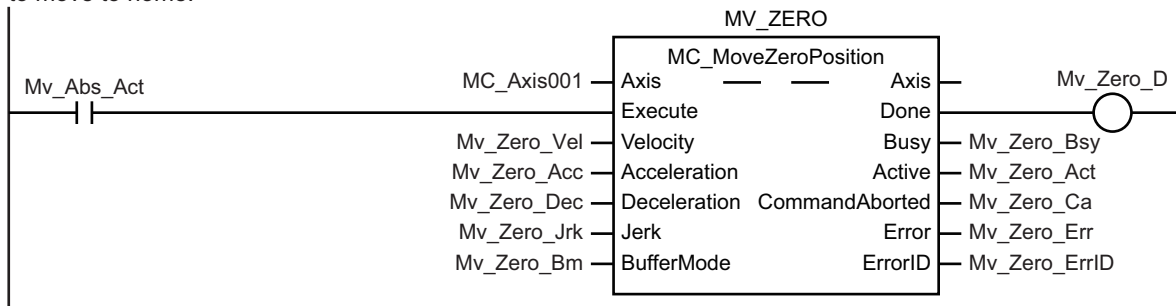 to move to home.
MV_ZERO
MC_MoveZeroPosition
MC_Axis001 Axis Axis
Mv_Abs_Act Mv_Zero_D
Execute Done
Mv_Zero_Vel Velocity Busy Mv_Zero_Bsy
Mv_Zero_Acc Acceleration Active Mv_Zero_Act
Mv_Zero_Dec Deceleration CommandAborted Mv_Zero_Ca
Mv_Zero_Jrk Jerk Error Mv_Zero_Err
Mv_Zero_Bm BufferMode ErrorID Mv_Zero_ErrID